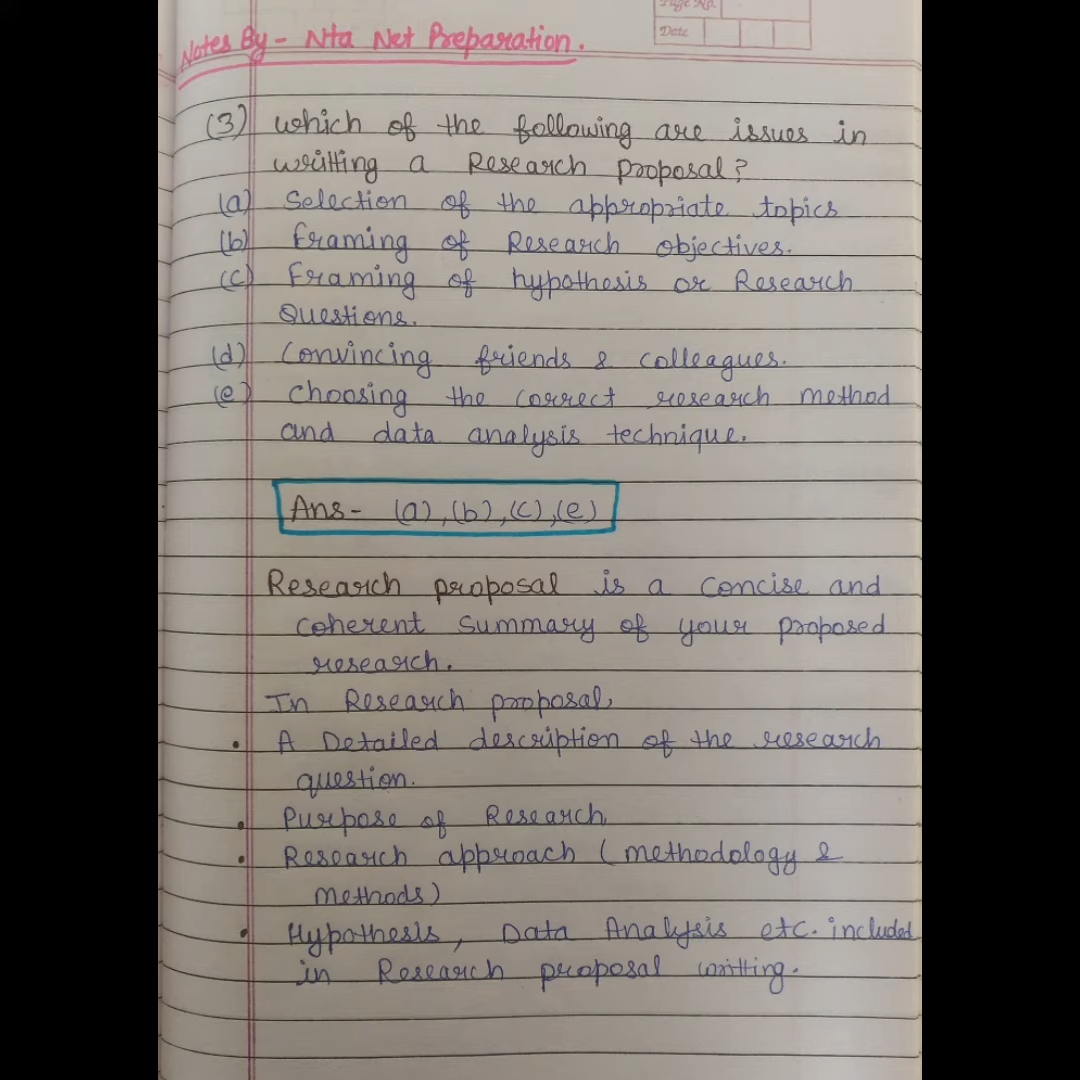 Page No.
Date
Notes By - Nta Net Preparation.
(3) which of the following are issues in
writting a Research Proposal?
(a) Selection of the appropriate topics
(b) Framing of Research objectives.
(c) Framing of hypothesis or Research
Questions.
(d) Convincing friends & colleagues.
(e) Choosing the correct research method
and data analysis technique.
Ans- (a), (b), (c), (e)
Research proposal is a concise and
coherent summary of your proposed
research.
In Research proposal,
• A Detailed description of the research
question.
• Purpose of Research,
• Research approach (methodology &
methods)
• Hypothesis, Data Analysis etc. included
in Research proposal writting.